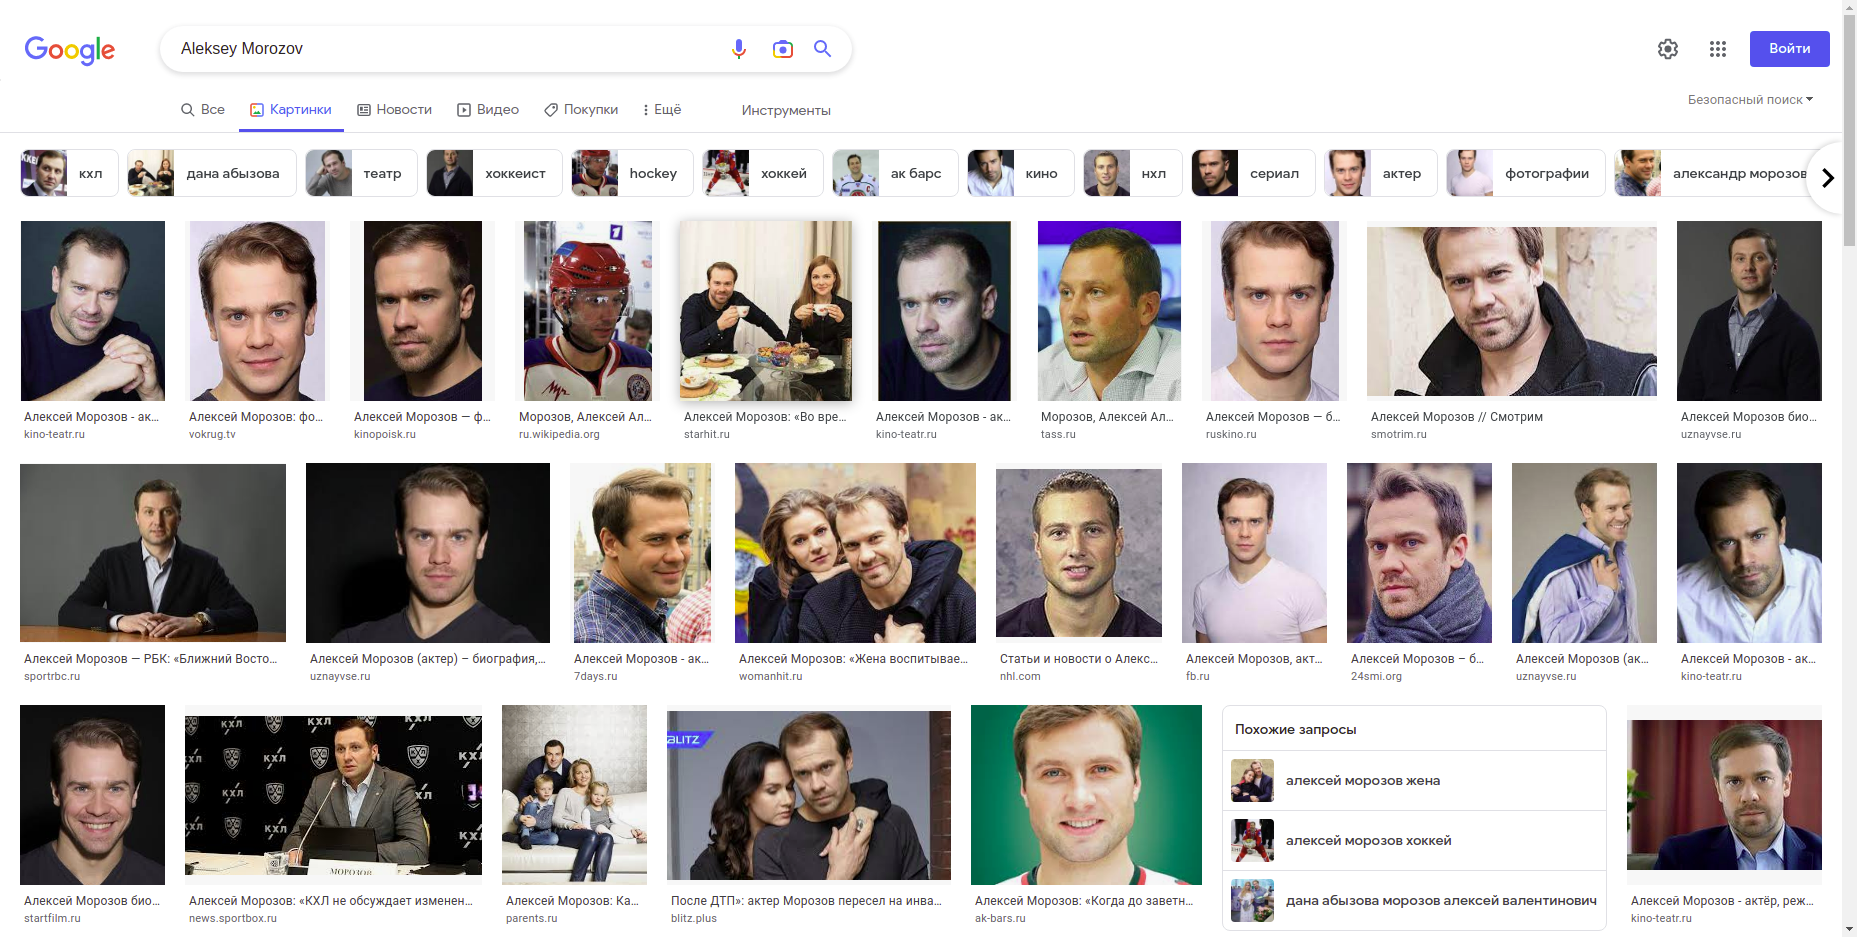 Google
Aleksey Morozov
Войти
Все
Картинки
Новости
Видео
Покупки
Ещё
Инструменты
Безопасный поиск
кхл
дана абызова
театр
хоккеист
hockey
хоккей
ак барс
кино
нхл
сериал
актер
фотографии
александр морозов
Алексей Морозов - ак...
kino-teatr.ru
Алексей Морозов: фо...
vokrug.tv
Алексей Морозов — ф...
kinopoisk.ru
Морозов, Алексей Ал...
ru.wikipedia.org
Алексей Морозов: «Во вре...
starhit.ru
Алексей Морозов - ак...
kino-teatr.ru
Морозов, Алексей Ал...
tass.ru
Алексей Морозов — б...
ruskino.ru
Алексей Морозов // Смотрим
smotrim.ru
Алексей Морозов био...
uznayvse.ru
Алексей Морозов — РБК: «Ближний Восто...
sportrbc.ru
Алексей Морозов (актер) – биография,...
uznayvse.ru
Алексей Морозов - ак...
7days.ru
Алексей Морозов: «Жена воспитывае...
womanhit.ru
Статьи и новости о Алекс...
nhl.com
Алексей Морозов, акт...
fb.ru
Алексей Морозов – б...
24smi.org
Алексей Морозов (ак...
uznayvse.ru
Алексей Морозов - ак...
kino-teatr.ru
КХЛ
КХЛ
МОРОЗОВ
BLITZ
Алексей Морозов био...
startfilm.ru
Алексей Морозов: «КХЛ не обсуждает изменен...
news.sportbox.ru
Алексей Морозов: Ка...
parents.ru
После ДТП»: актер Морозов пересел на инва...
blitz.plus
Алексей Морозов: «Когда до заветн...
ak-bars.ru
Похожие запросы
алексей морозов жена
алексей морозов хоккей
дана абызова морозов алексей валентинович
Алексей Морозов - актёр, реж...
kino-teatr.ru